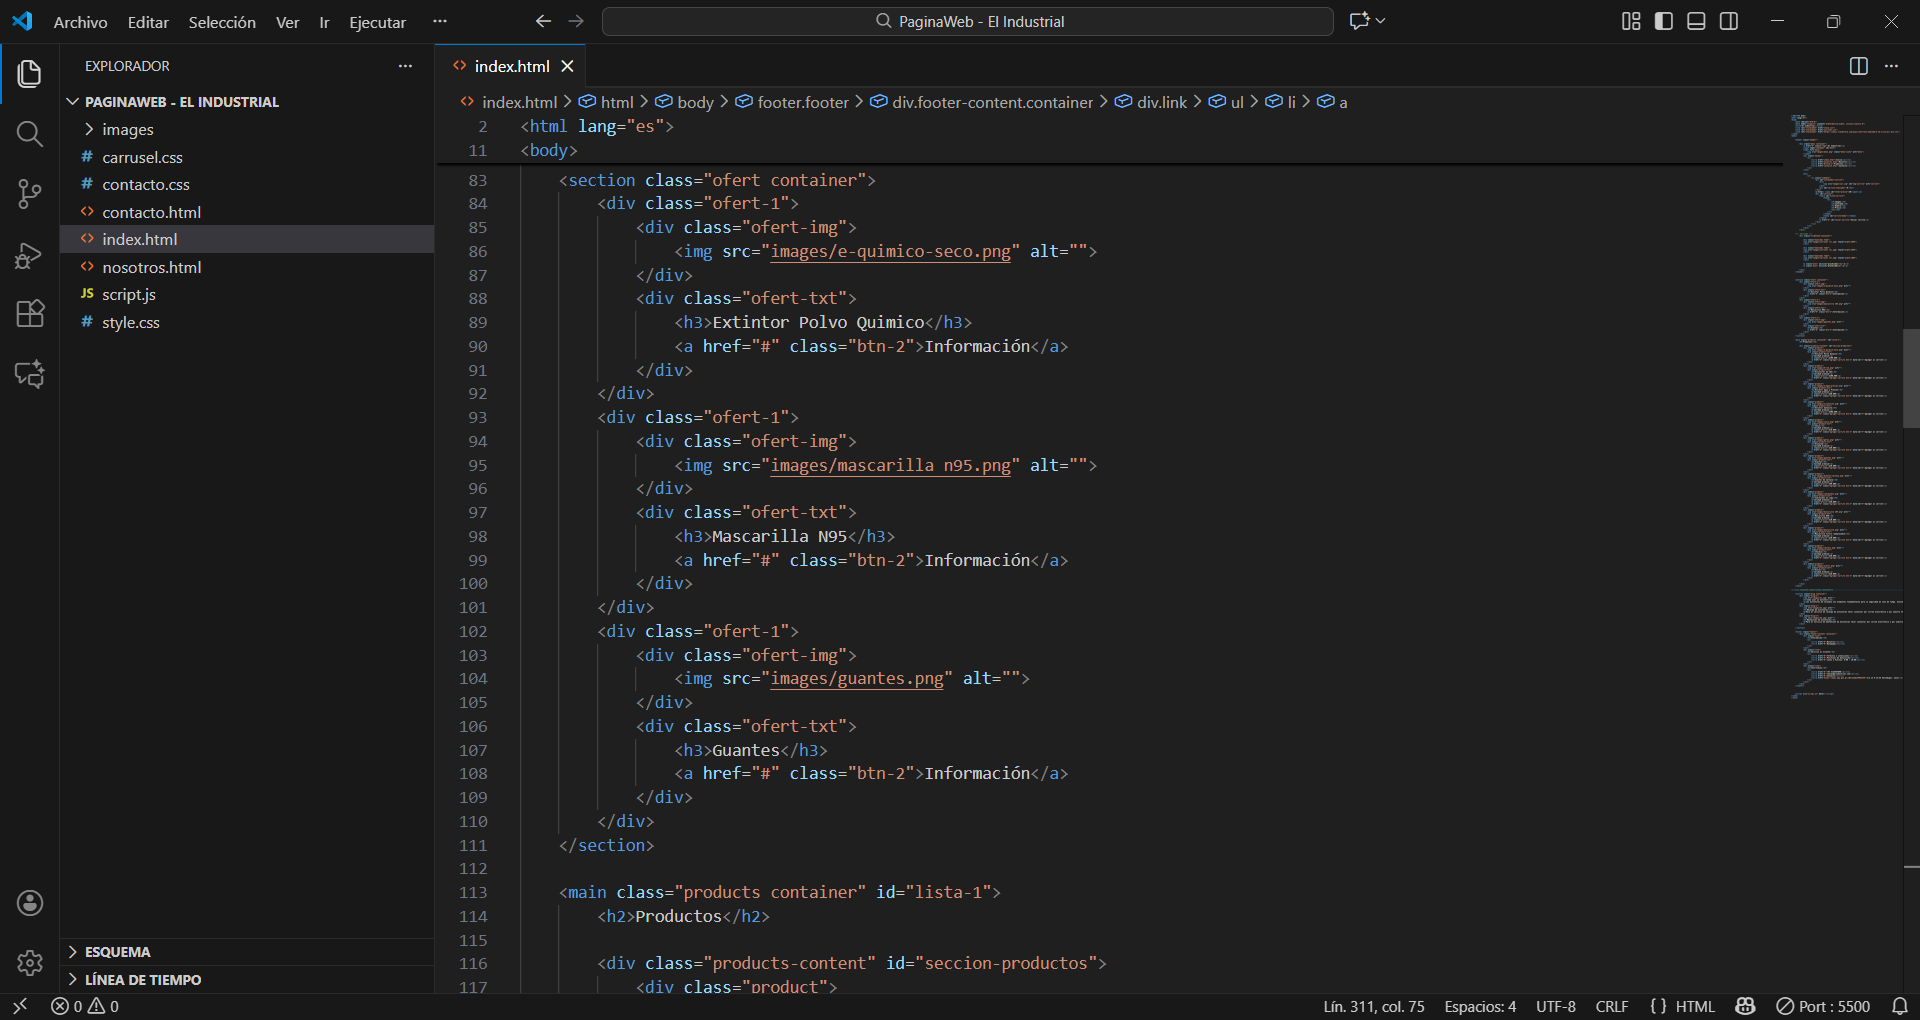 Archivo Editar Selección Ver Ir Ejecutar ···
PaginaWeb - El Industrial
EXPLORADOR
PAGINAWEB - EL INDUSTRIAL
images
# carrusel.css
# contacto.css
<> contacto.html
<> index.html
<> nosotros.html
JS script.js
# style.css
ESQUEMA
LÍNEA DE TIEMPO
<> index.html
<> index.html > html > body > footer.footer > div.footer-content.container > div.link > ul > li > a
2 <html lang="es">
11 <body>
83 <section class="ofert container">
84 <div class="ofert-1">
85 <div class="ofert-img">
86 <img src="images/e-quimico-seco.png" alt="">
87 </div>
88 <div class="ofert-txt">
89 <h3>Extintor Polvo Quimico</h3>
90 <a href="#" class="btn-2">Información</a>
91 </div>
92 </div>
93 <div class="ofert-1">
94 <div class="ofert-img">
95 <img src="images/mascarilla n95.png" alt="">
96 </div>
97 <div class="ofert-txt">
98 <h3>Mascarilla N95</h3>
99 <a href="#" class="btn-2">Información</a>
100 </div>
101 </div>
102 <div class="ofert-1">
103 <div class="ofert-img">
104 <img src="images/guantes.png" alt="">
105 </div>
106 <div class="ofert-txt">
107 <h3>Guantes</h3>
108 <a href="#" class="btn-2">Información</a>
109 </div>
110 </div>
111 </section>
112
113 <main class="products container" id="lista-1">
114 <h2>Productos</h2>
115
116 <div class="products-content" id="seccion-productos">
117 <div class="product">
0 0
Lín. 311, col. 75 Espacios: 4 UTF-8 CRLF { } HTML Port : 5500